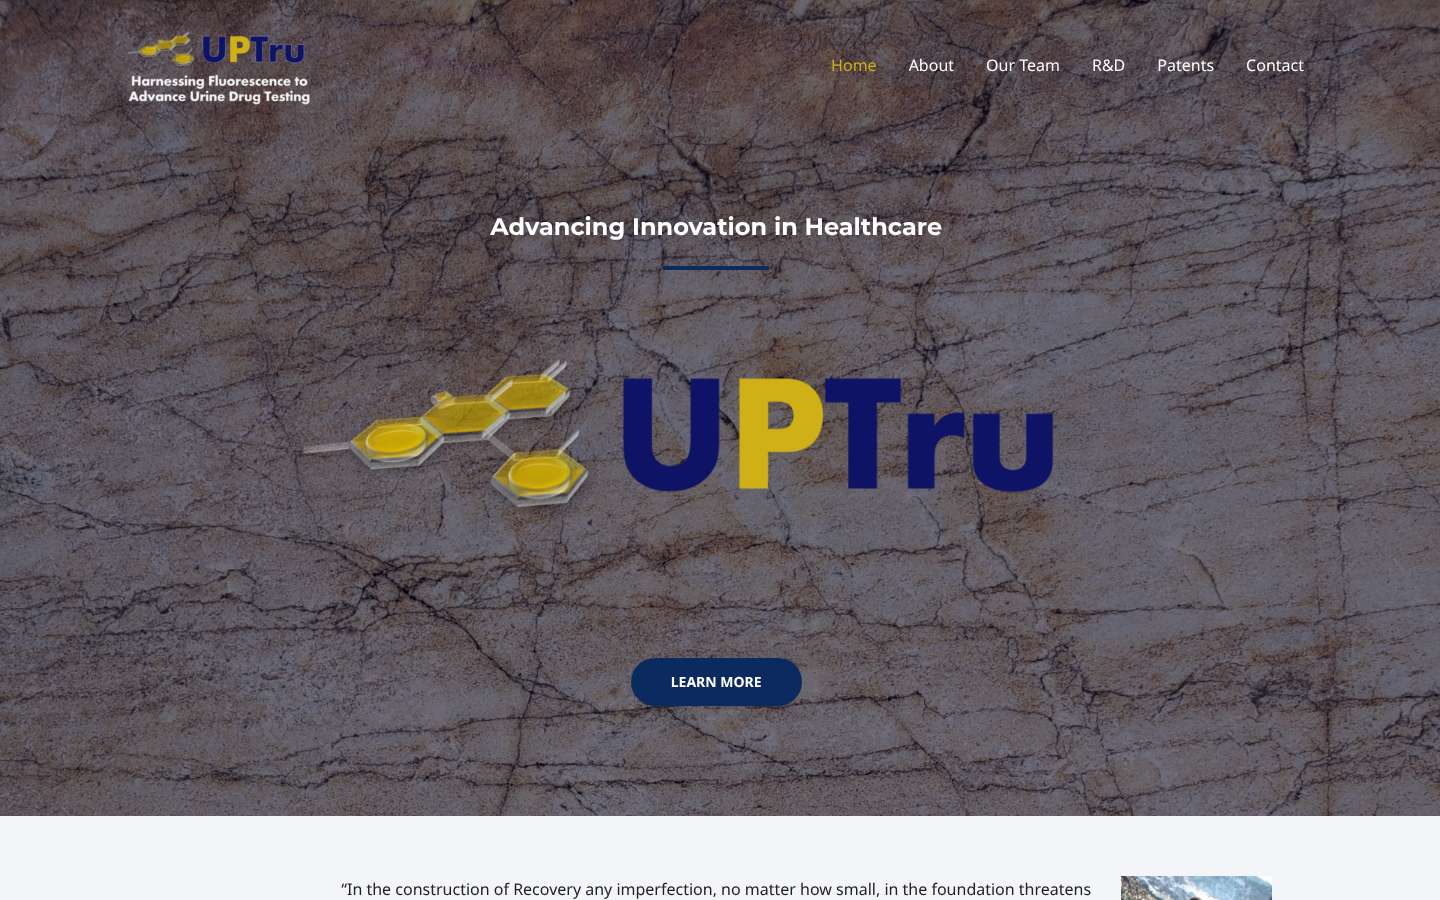 UPTru
Harnessing Fluorescence to
Advance Urine Drug Testing
Home About Our Team R&D Patents Contact
Advancing Innovation in Healthcare
UPTru
LEARN MORE
“In the construction of Recovery any imperfection, no matter how small, in the foundation threatens